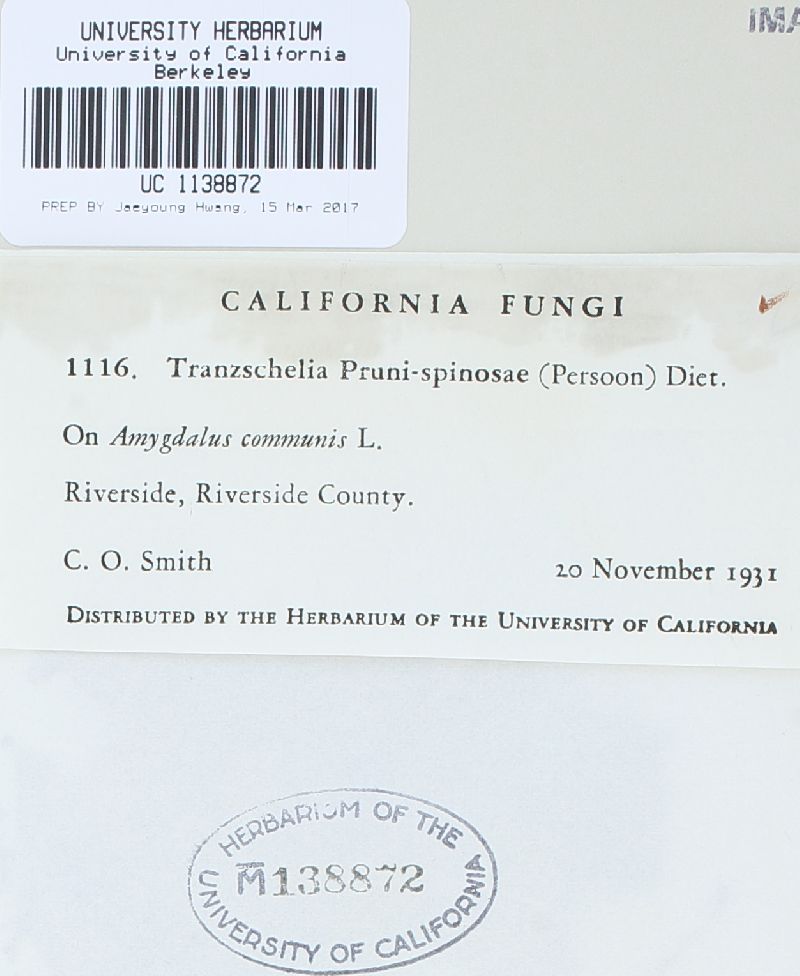 UNIVERSITY HERBARIUM
University of California
Berkeley
UC 1138872
PREP BY Jaeyoung Hwang, 15 Mar 2017
CALIFORNIA FUNGI
1116. Tranzschelia Pruni-spinosae (Persoon) Diet.
On Amygdalus communis L.
Riverside, Riverside County.
C. O. Smith 20 November 1931
DISTRIBUTED BY THE HERBARIUM OF THE UNIVERSITY OF CALIFORNIA
HERBARIUM OF THE
M̅138872
UNIVERSITY OF CALIFORNIA